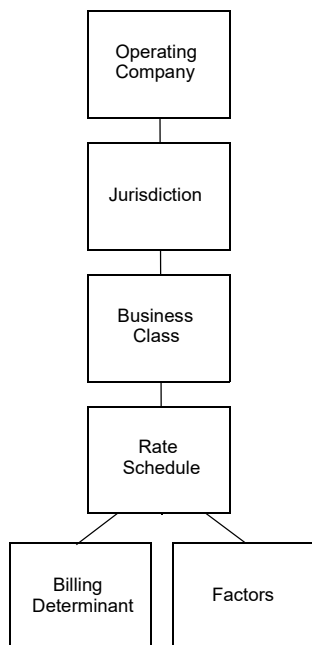 Operating
Company
Jurisdiction
Business
Class
Rate
Schedule
Billing
Determinant
Factors